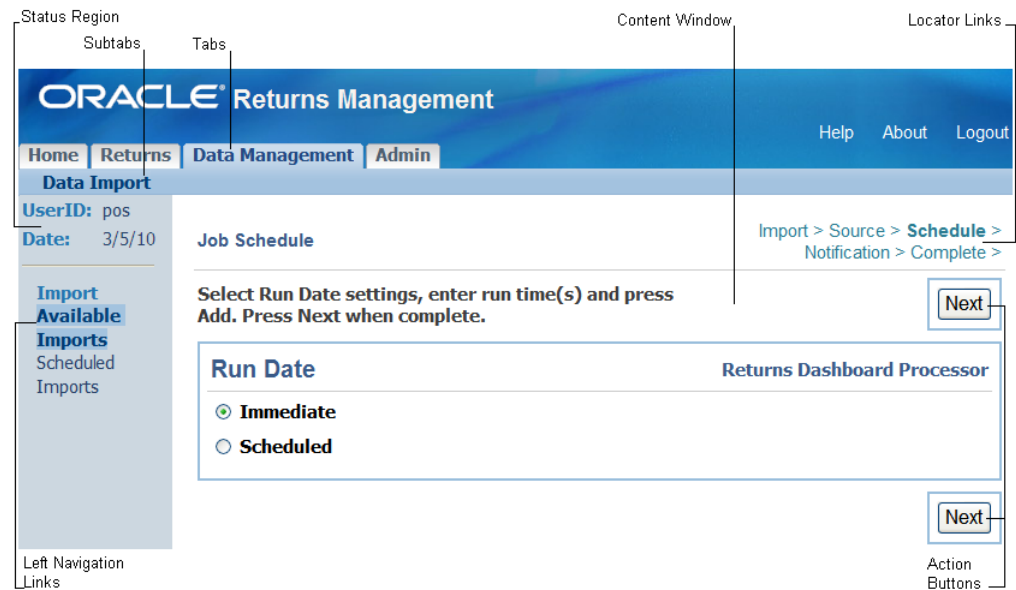 Status Region
Content Window
Locator Links
Subtabs
Tabs
ORACLE® Returns Management
Help About Logout
Home Returns Data Management Admin
Data Import
UserID: pos
Date: 3/5/10
Job Schedule
Import > Source > Schedule >
Notification > Complete >
Import
Available
Imports
Scheduled
Imports
Select Run Date settings, enter run time(s) and press
Add. Press Next when complete.
Next
Run Date
Returns Dashboard Processor
Immediate
Scheduled
Next
Left Navigation
Links
Action
Buttons